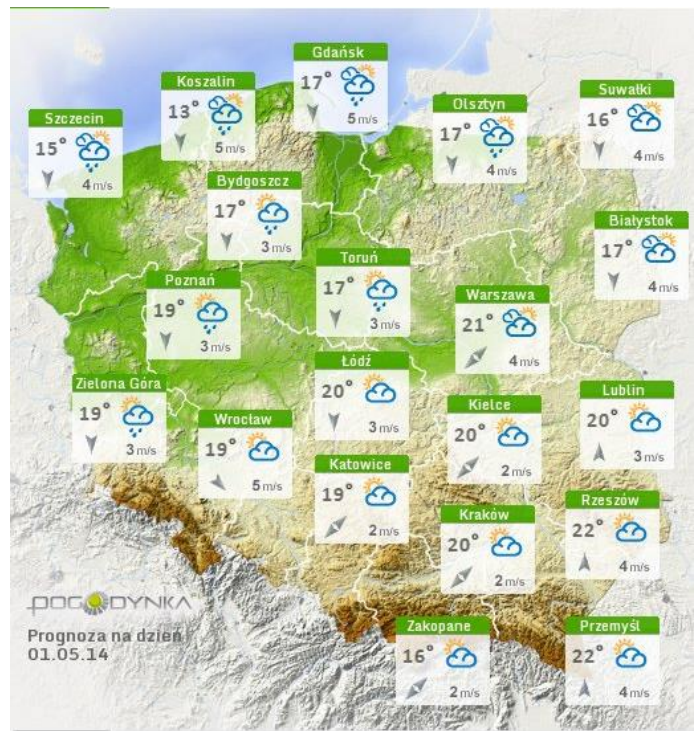 Gdańsk
17°
5 m/s
Koszalin
13°
5 m/s
Suwałki
16°
4 m/s
Olsztyn
17°
4 m/s
Szczecin
15°
4 m/s
Bydgoszcz
17°
3 m/s
Białystok
17°
4 m/s
Toruń
17°
3 m/s
Poznań
19°
3 m/s
Warszawa
21°
4 m/s
Łódź
20°
3 m/s
Zielona Góra
19°
3 m/s
Lublin
20°
3 m/s
Kielce
20°
2 m/s
Wrocław
19°
5 m/s
Katowice
19°
2 m/s
Rzeszów
22°
4 m/s
Kraków
20°
2 m/s
POGODYNKA
Prognoza na dzień
01.05.14
Zakopane
16°
2 m/s
Przemyśl
22°
4 m/s